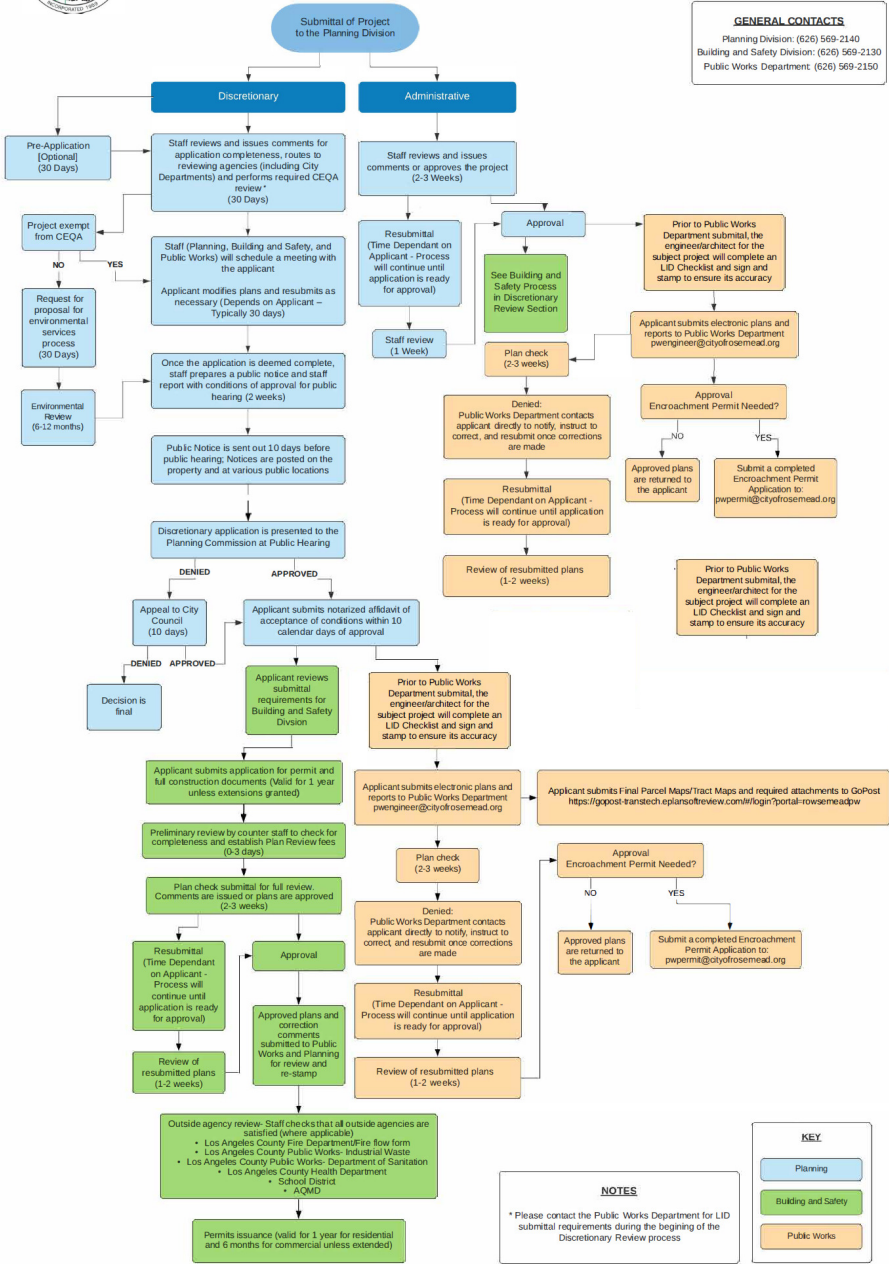 INCORPORATED 1959
Submittal of Project
to the Planning Division
GENERAL CONTACTS
Planning Division: (626) 569-2140
Building and Safety Division: (626) 569-2130
Public Works Department: (626) 569-2150
Discretionary
Administrative
Pre-Application
[Optional]
(30 Days)
Staff reviews and issues comments for
application completeness, routes to
reviewing agencies (including City
Departments) and performs required CEQA
review *
(30 Days)
Staff reviews and issues
comments or approves the project
(2-3 Weeks)
Project exempt
from CEQA
NO
YES
Staff (Planning, Building and Safety, and
Public Works) will schedule a meeting with
the applicant
Applicant modifies plans and resubmits as
necessary (Depends on Applicant –
Typically 30 days)
Resubmittal
(Time Dependant on
Applicant - Process
will continue until
application is ready
for approval)
Approval
Prior to Public Works
Department submital, the
engineer/architect for the
subject project will complete an
LID Checklist and sign and
stamp to ensure its accuracy
See Building and
Safety Process
in Discretionary
Review Section
Request for
proposal for
environmental
services
process
(30 Days)
Staff review
(1 Week)
Applicant submits electronic plans and
reports to Public Works Department
pwengineer@cityofrosemead.org
Plan check
(2-3 weeks)
Once the application is deemed complete,
staff prepares a public notice and staff
report with conditions of approval for public
hearing (2 weeks)
Environmental
Review
(6-12 months)
Denied:
Public Works Department contacts
applicant directly to notify, instruct to
correct, and resubmit once corrections
are made
Approval
Encroachment Permit Needed?
NO
YES
Public Notice is sent out 10 days before
public hearing; Notices are posted on the
property and at various public locations
Approved plans
are returned to
the applicant
Submit a completed
Encroachment Permit
Application to:
pwpermit@cityofrosemead.org
Resubmittal
(Time Dependant on Applicant -
Process will continue until application
is ready for approval)
Discretionary application is presented to the
Planning Commission at Public Hearing
Review of resubmitted plans
(1-2 weeks)
Prior to Public Works
Department submital, the
engineer/architect for the
subject project will complete an
LID Checklist and sign and
stamp to ensure its accuracy
DENIED
APPROVED
Appeal to City
Council
(10 days)
Applicant submits notarized affidavit of
acceptance of conditions within 10
calendar days of approval
DENIED
APPROVED
Decision is
final
Applicant reviews
submittal
requirements for
Building and Safety
Divsion
Prior to Public Works
Department submital, the
engineer/architect for the
subject project will complete an
LID Checklist and sign and
stamp to ensure its accuracy
Applicant submits application for permit and
full construction documents (Valid for 1 year
unless extensions granted)
Applicant submits electronic plans and
reports to Public Works Department
pwengineer@cityofrosemead.org
Applicant submits Final Parcel Maps/Tract Maps and required attachments to GoPost
https://gopost-transtech.eplansoftreview.com/#/login?portal=rowsemeadpw
Preliminary review by counter staff to check for
completeness and establish Plan Review fees
(0-3 days)
Plan check
(2-3 weeks)
Approval
Encroachment Permit Needed?
Plan check submittal for full review.
Comments are issued or plans are approved
(2-3 weeks)
NO
YES
Denied:
Public Works Department contacts
applicant directly to notify, instruct to
correct, and resubmit once corrections
are made
Approved plans
are returned to
the applicant
Submit a completed Encroachment
Permit Application to:
pwpermit@cityofrosemead.org
Resubmittal
(Time Dependant
on Applicant -
Process will
continue until
application is ready
for approval)
Approval
Resubmittal
(Time Dependant on Applicant -
Process will continue until application
is ready for approval)
Approved plans and
correction
comments
submitted to Public
Works and Planning
for review and
re-stamp
Review of
resubmitted plans
(1-2 weeks)
Review of resubmitted plans
(1-2 weeks)
Outside agency review- Staff checks that all outside agencies are
satisfied (where applicable)
• Los Angeles County Fire Department/Fire flow form
• Los Angeles County Public Works- Industrial Waste
• Los Angeles County Public Works- Department of Sanitation
• Los Angeles County Health Department
• School District
• AQMD
Permits issuance (valid for 1 year for residential
and 6 months for commercial unless extended)
NOTES
* Please contact the Public Works Department for LID
submittal requirements during the begining of the
Discretionary Review process
KEY
Planning
Building and Safety
Public Works